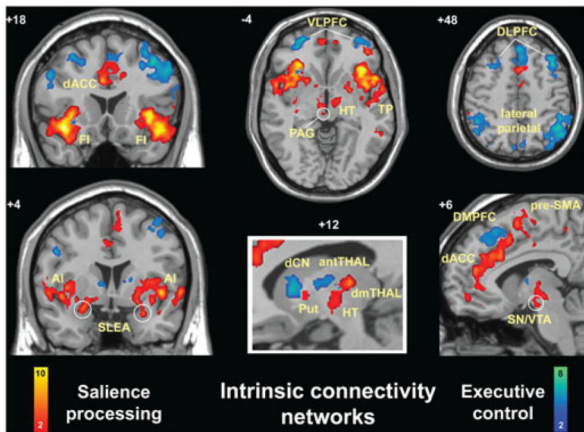 +18
dACC
FI
FI
-4
VLPFC
HT
TP
PAG
+48
DLPFC
lateral
parietal
+4
AI
AI
SLEA
+12
dCN
antTHAL
dmTHAL
Put
HT
+6
pre-SMA
DMPFC
dACC
SN/VTA
10
2
Salience
processing
Intrinsic connectivity
networks
Executive
control
8
2